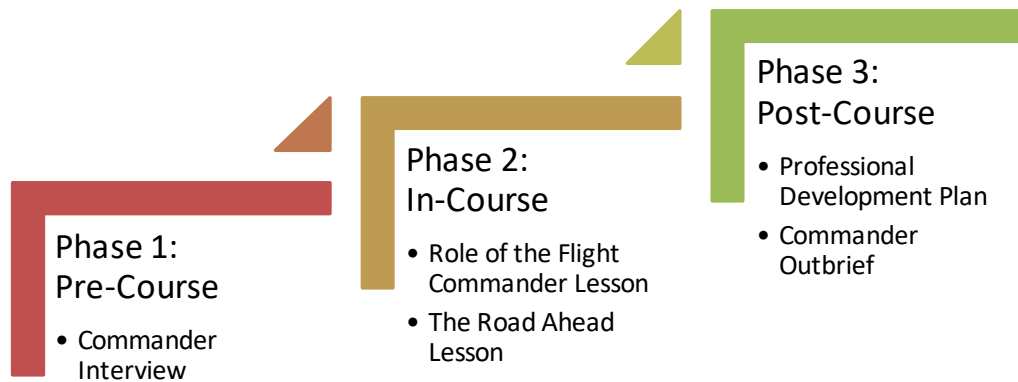 Phase 1:
Pre-Course
• Commander
Interview
Phase 2:
In-Course
• Role of the Flight
Commander Lesson
• The Road Ahead
Lesson
Phase 3:
Post-Course
• Professional
Development Plan
• Commander
Outbrief